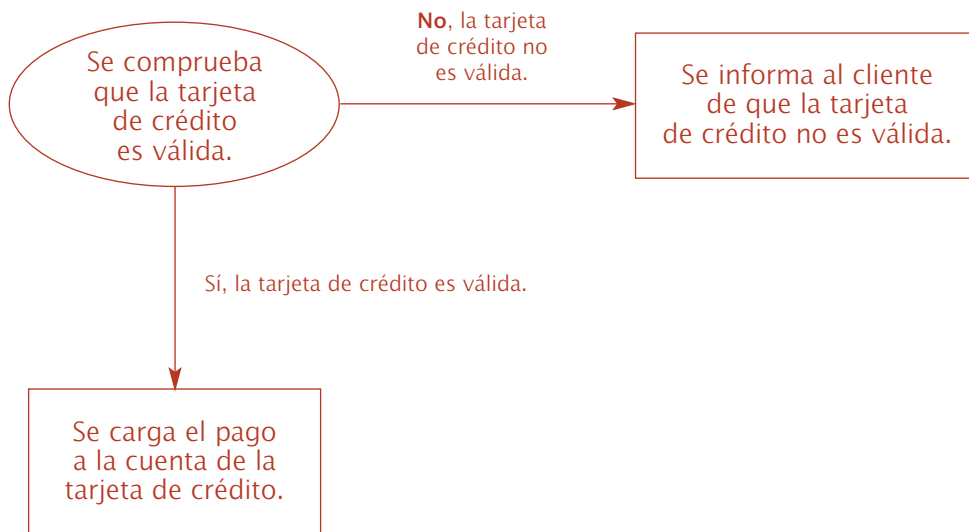 Se comprueba
que la tarjeta
de crédito
es válida.
No, la tarjeta
de crédito no
es válida.
Se informa al cliente
de que la tarjeta
de crédito no es válida.
Sí, la tarjeta de crédito es válida.
Se carga el pago
a la cuenta de la
tarjeta de crédito.